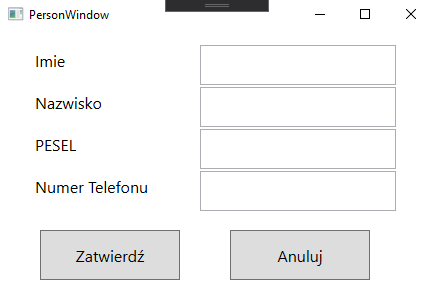 PersonWindow
Imie
Nazwisko
PESEL
Numer Telefonu
Zatwierdź Anuluj